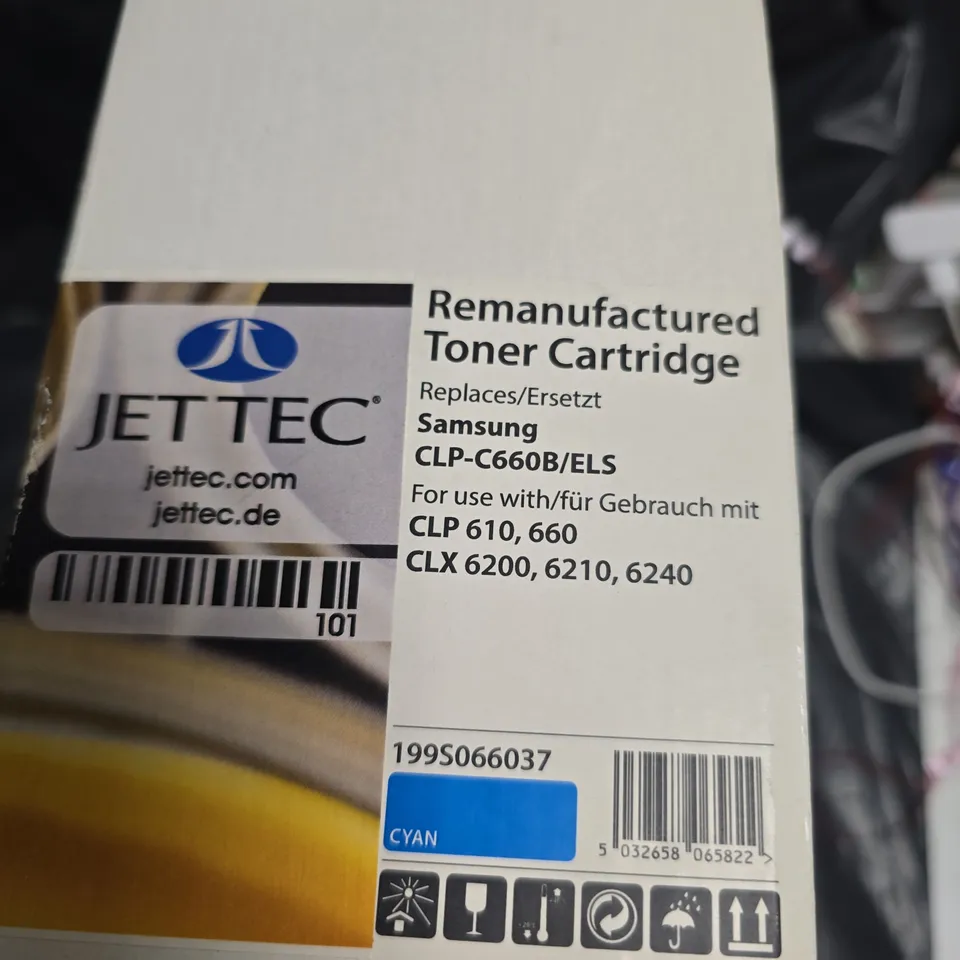 JET TEC®
jettec.com
jettec.de
101
Remanufactured
Toner Cartridge
Replaces/Ersetzt
Samsung
CLP-C660B/ELS
For use with/für Gebrauch mit
CLP 610, 660
CLX 6200, 6210, 6240
199S066037
CYAN
5 032658 065822 >